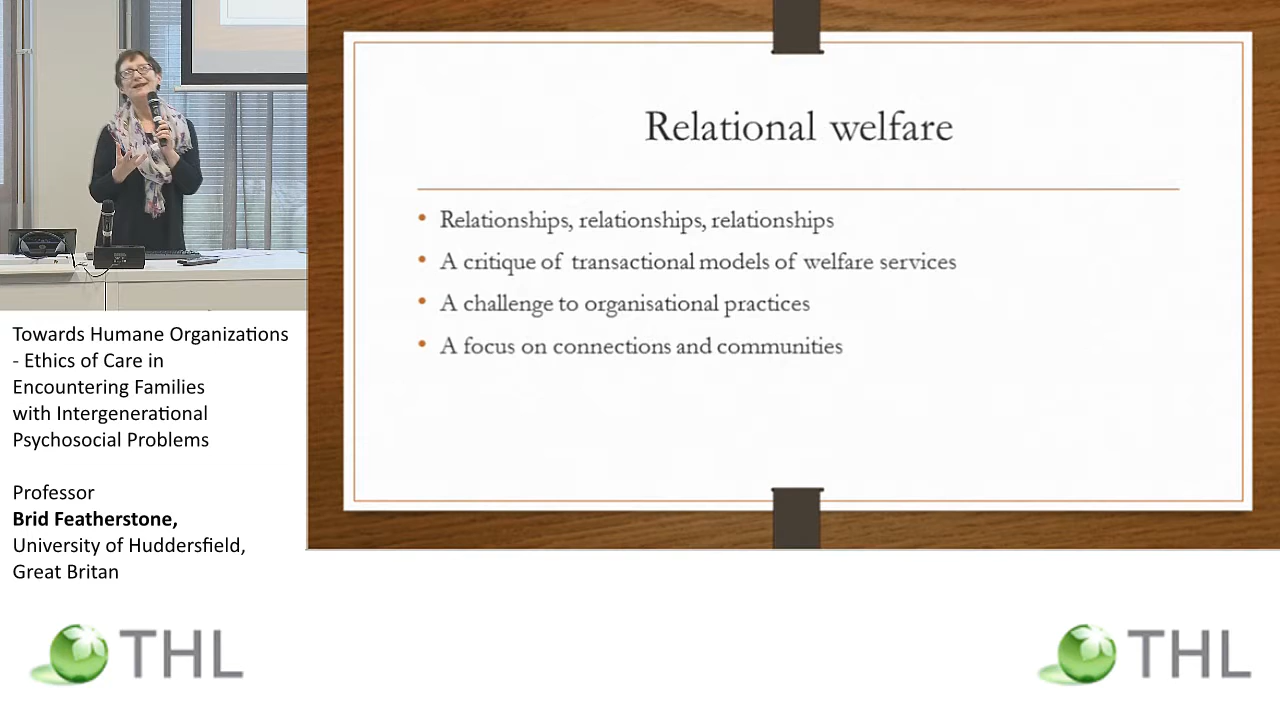 Relational welfare
• Relationships, relationships, relationships
• A critique of transactional models of welfare services
• A challenge to organisational practices
• A focus on connections and communities
Towards Humane Organizations
- Ethics of Care in
Encountering Families
with Intergenerational
Psychosocial Problems
Professor
Brid Featherstone,
University of Huddersfield,
Great Britan
THL
THL